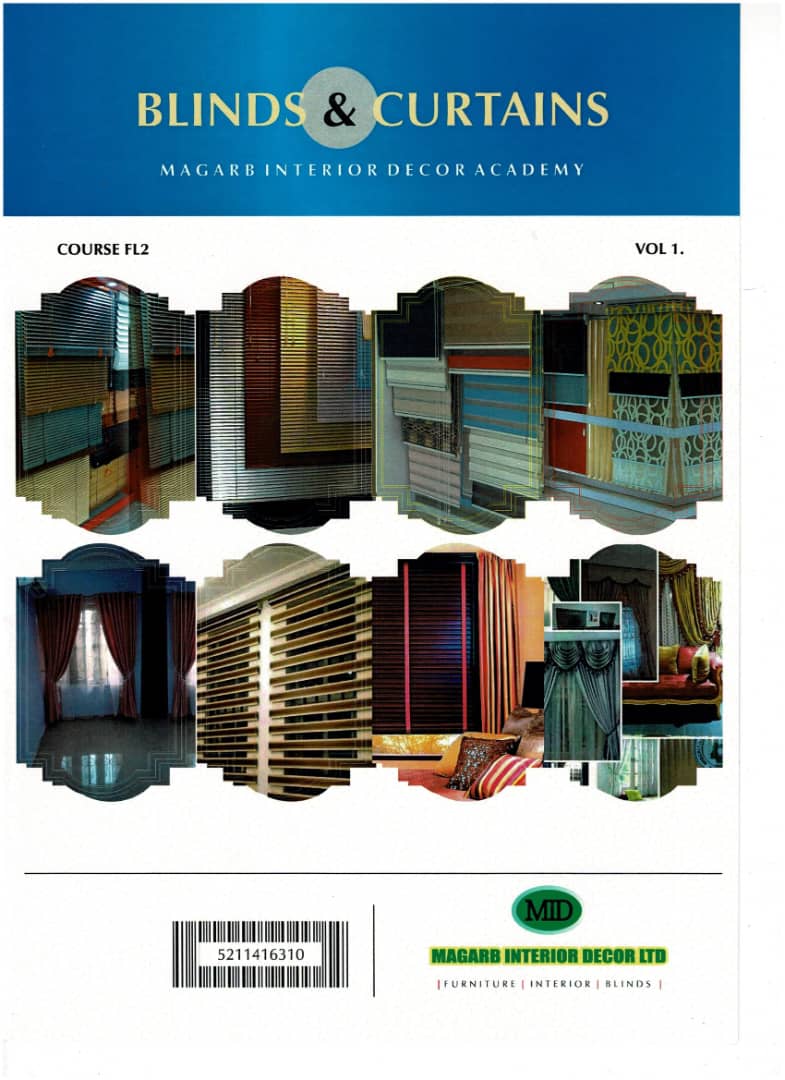 BLINDS & CURTAINS
MAGARB INTERIOR DECOR ACADEMY
COURSE FL2
VOL 1.
5211416310
MID
MAGARB INTERIOR DECOR LTD
|FURNITURE | INTERIOR | BLINDS |